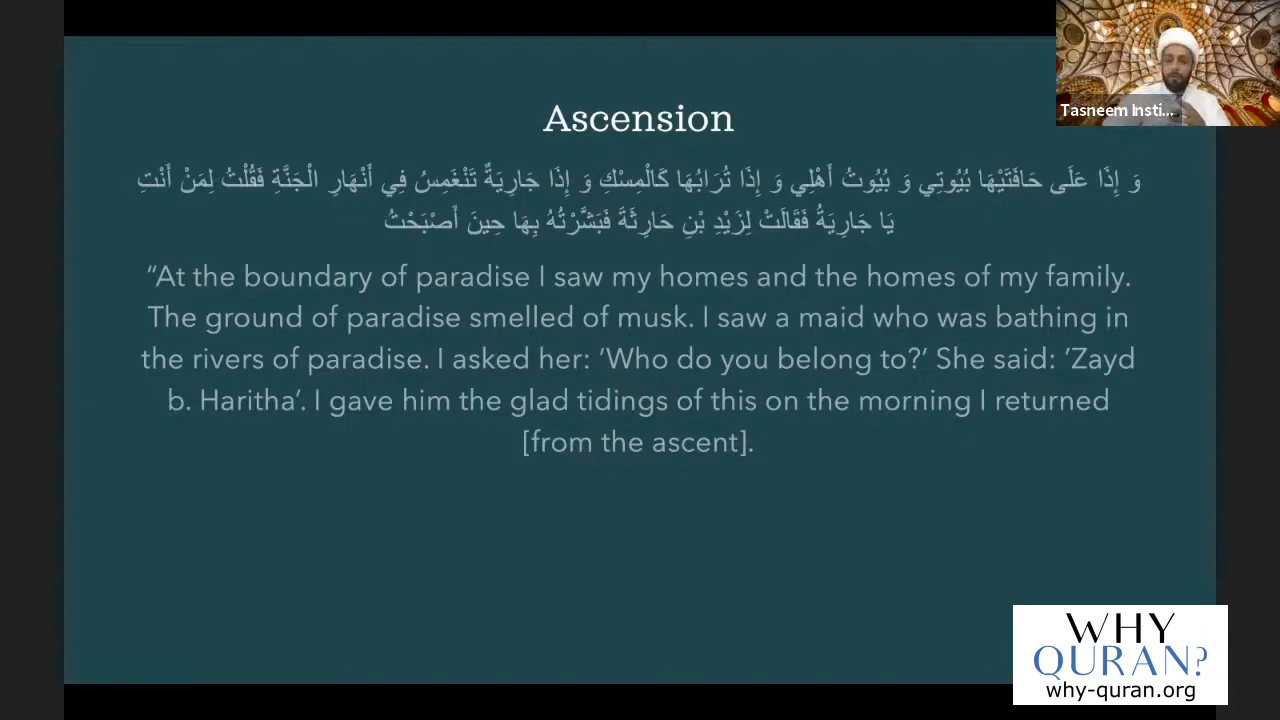 Ascension
وَ إِذَا عَلَى حَافَتَيْهَا بُيُوتِي وَ بُيُوتُ أَهْلِي وَ إِذَا تُرَابُهَا كَالْمِسْكِ وَ إِذَا جَارِيَةٌ تَنْغَمِسُ فِي أَنْهَارِ الْجَنَّةِ فَقُلْتُ لِمَنْ أَنْتِ
يَا جَارِيَةُ فَقَالَتْ لِزَيْدِ بْنِ حَارِثَةَ فَبَشَّرْتُهُ بِهَا حِينَ أَصْبَحْتُ
“At the boundary of paradise I saw my homes and the homes of my family.
The ground of paradise smelled of musk. I saw a maid who was bathing in
the rivers of paradise. I asked her: ‘Who do you belong to?’ She said: ‘Zayd
b. Haritha’. I gave him the glad tidings of this on the morning I returned
[from the ascent].
Tasneem Insti...
WHY
QURAN?
why-quran.org